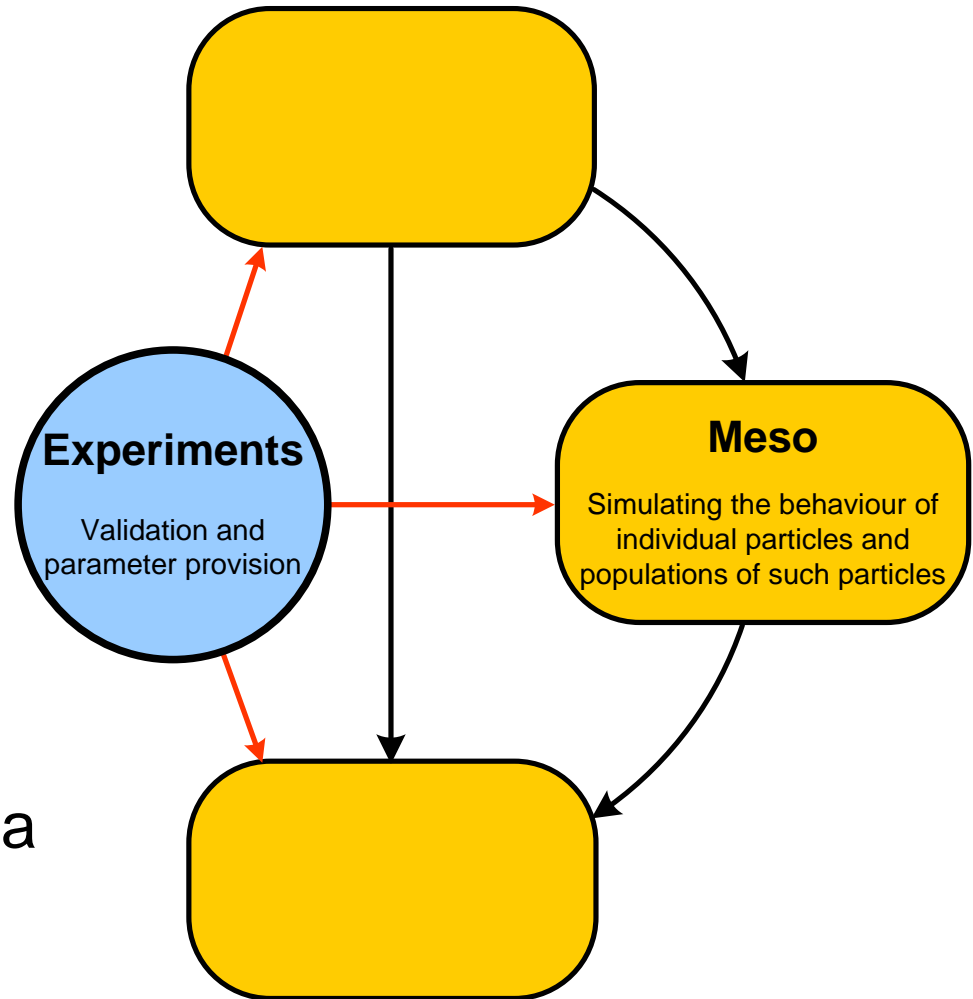 Experiments
Validation and
parameter provision
Meso
Simulating the behaviour of
individual particles and
populations of such particles
a